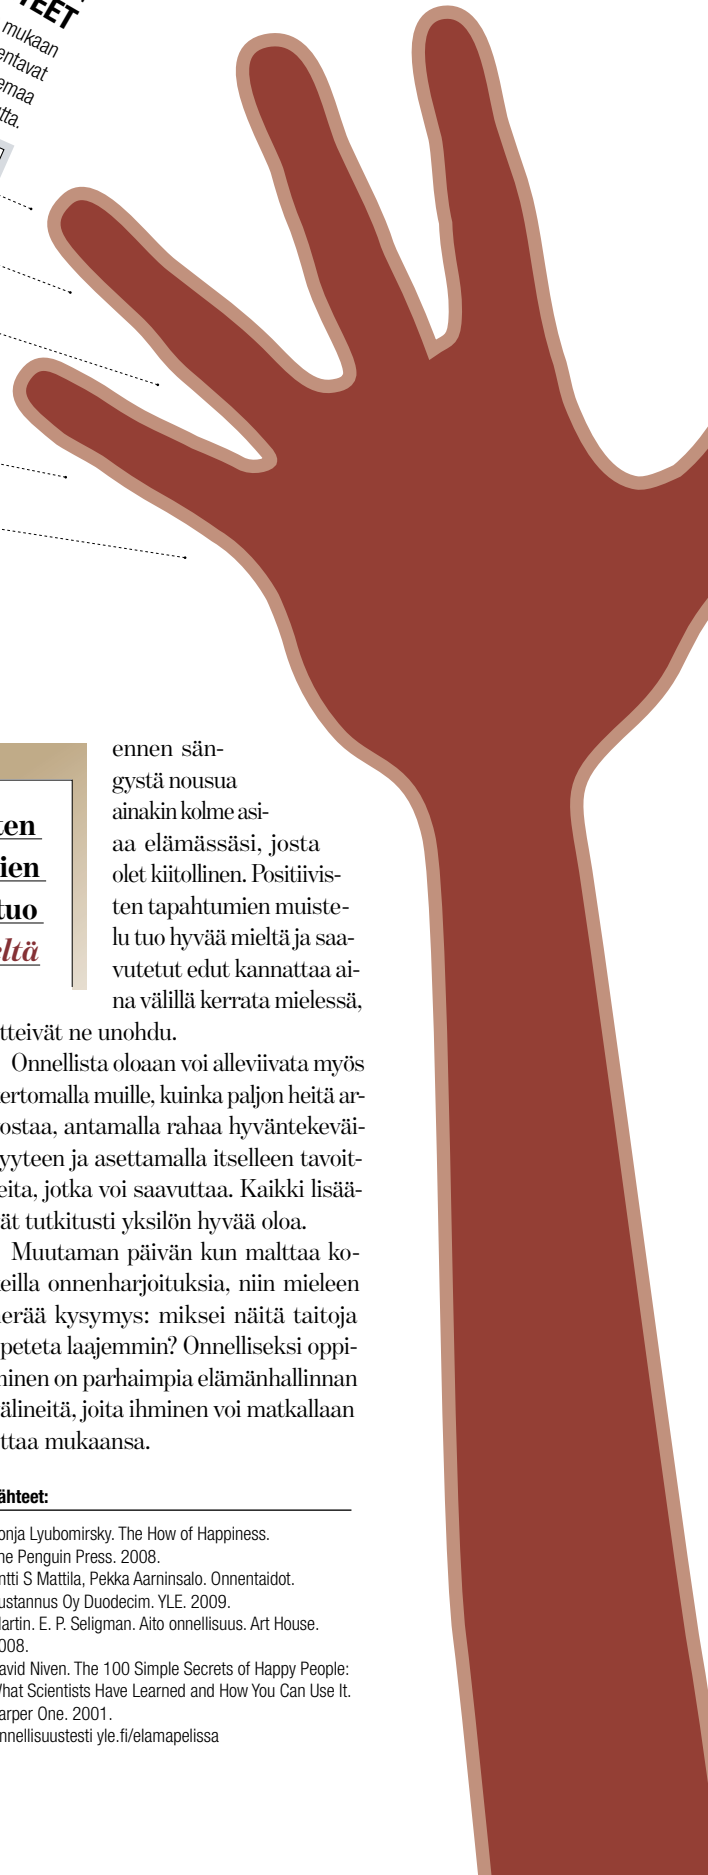 mukaan
ennen sän-
gystä nousua
ainakin kolme asi-
aa elämässäsi, josta
olet kiitollinen. Positiivis-
ten tapahtumien muiste-
lu tuo hyvää mieltä ja saa-
vutetut edut kannattaa ai-
na välillä kerrata mielessä,
tteivät ne unohdu.
Onnellista oloaan voi alleviivata myös
ertomalla muille, kuinka paljon heitä ar-
ostaa, antamalla rahaa hyväntekeväi-
yyteen ja asettamalla itselleen tavoit-
eita, jotka voi saavuttaa. Kaikki lisää-
ät tutkitusti yksilön hyvää oloa.
Muutaman päivän kun malttaa ko-
eilla onnenharjoituksia, niin mieleen
erää kysymys: miksei näitä taitoja
peteta laajemmin? Onnelliseksi oppi-
inen on parhaimpia elämänhallinnan
älineitä, joita ihminen voi matkallaan
ttaa mukaansa.
ten
ien
tuo
eltä
ähteet:
onja Lyubomirsky. The How of Happiness.
he Penguin Press. 2008.
ntti S Mattila, Pekka Aarninsalo. Onnentaidot.
ustannus Oy Duodecim. YLE. 2009.
artin. E. P. Seligman. Aito onnellisuus. Art House.
008.
avid Niven. The 100 Simple Secrets of Happy People:
hat Scientists Have Learned and How You Can Use It.
arper One. 2001.
nnellisuustesti yle.fi/elamapelissa